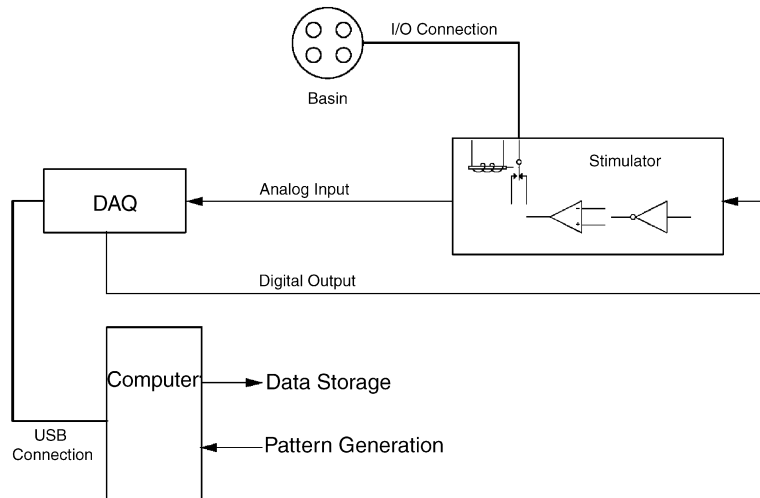 I/O Connection
Basin
Stimulator
Analog Input
DAQ
Digital Output
Computer
Data Storage
Pattern Generation
USB
Connection